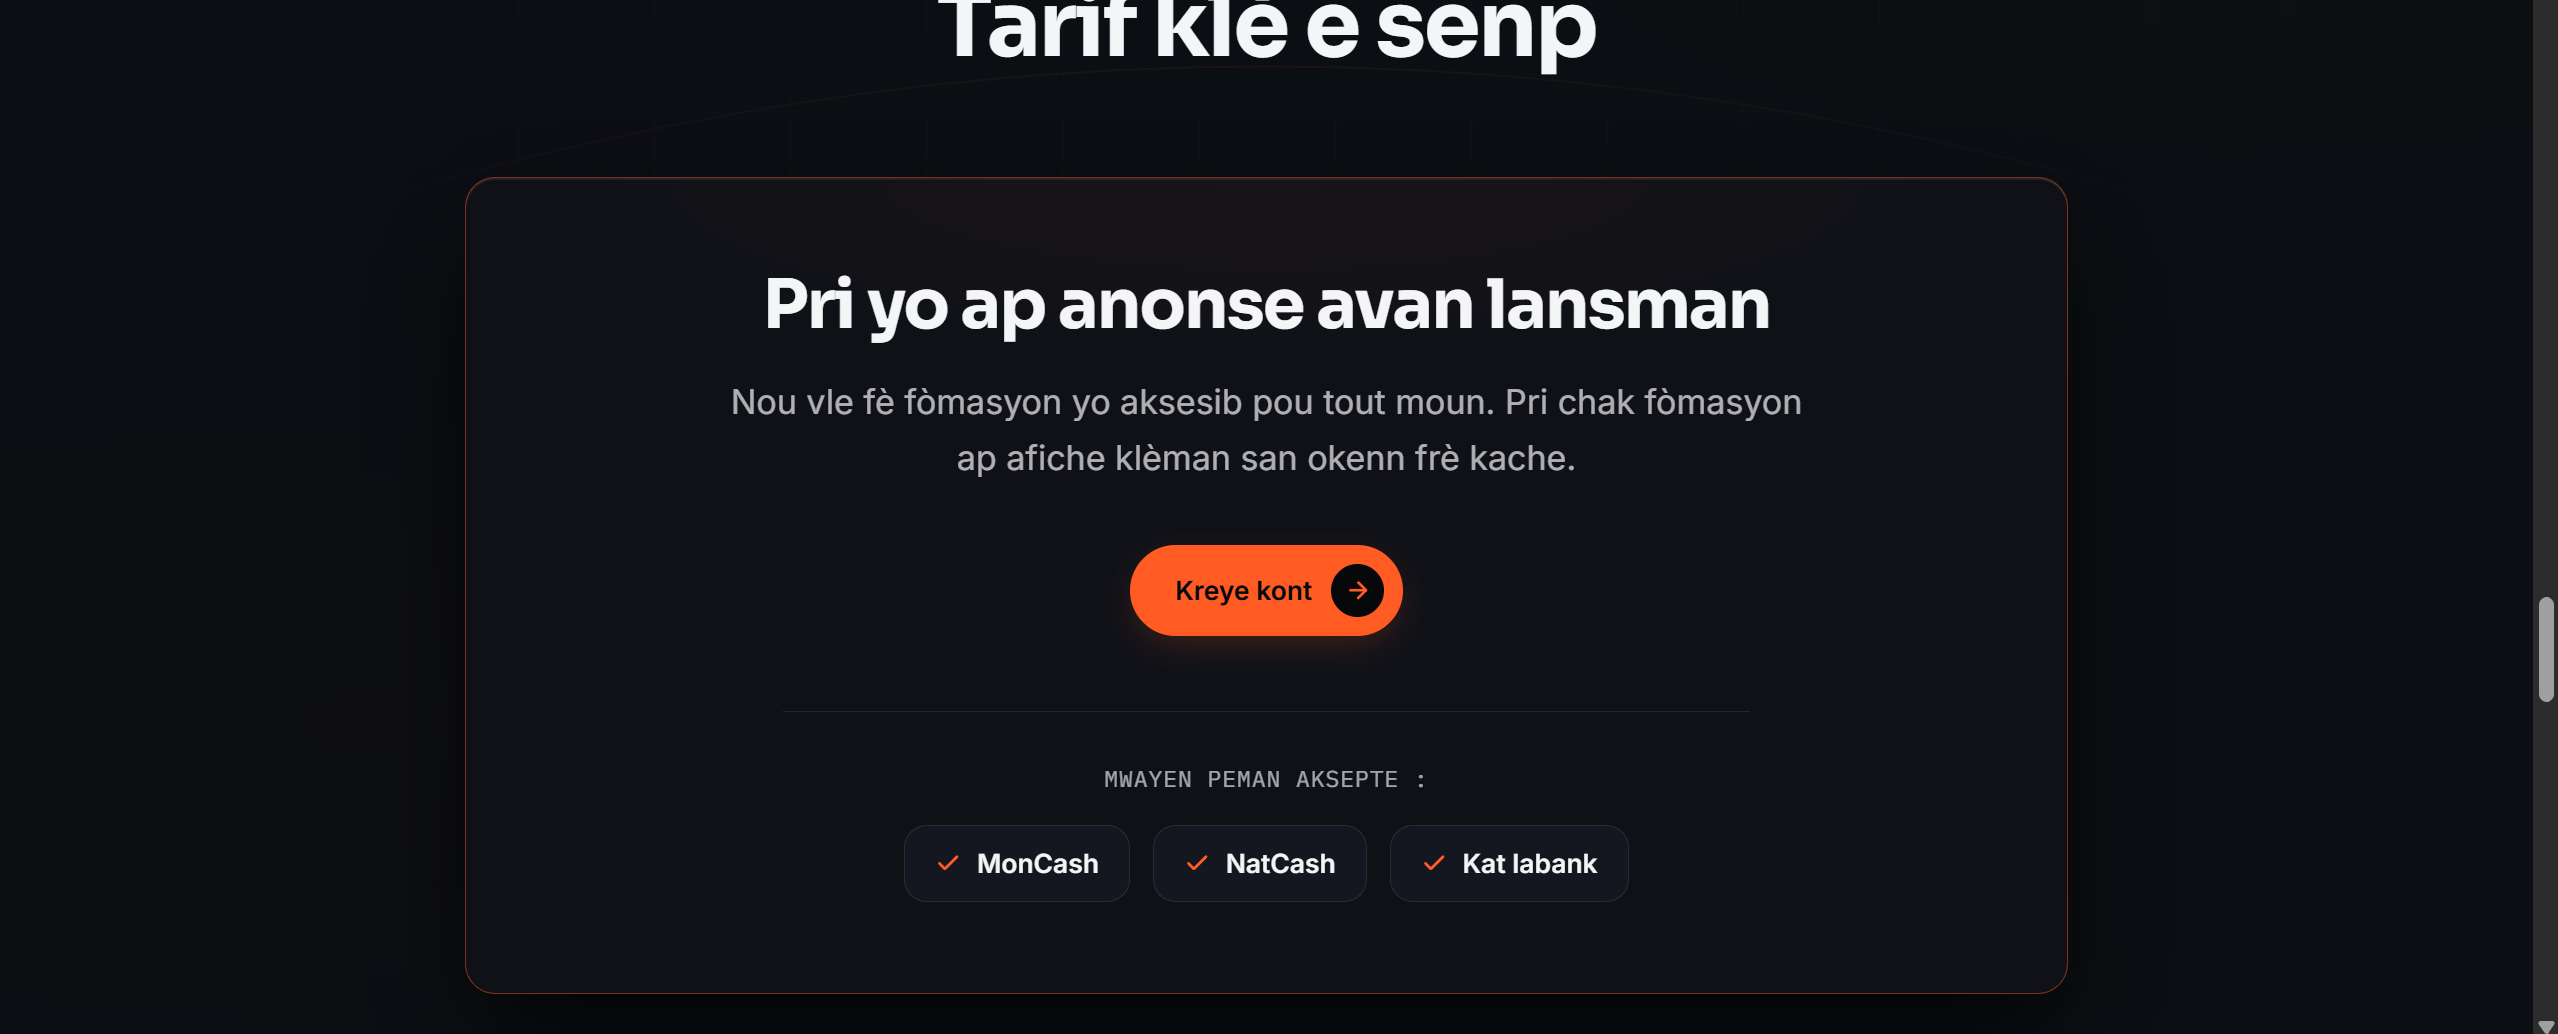 Tarif klè e senp
Pri yo ap anonse avan lansman
Nou vle fè fòmasyon yo aksesib pou tout moun. Pri chak fòmasyon
ap afiche klèman san okenn frè kache.
Kreye kont
MWAYEN PEMAN AKSEPTE :
MonCash
NatCash
Kat labank